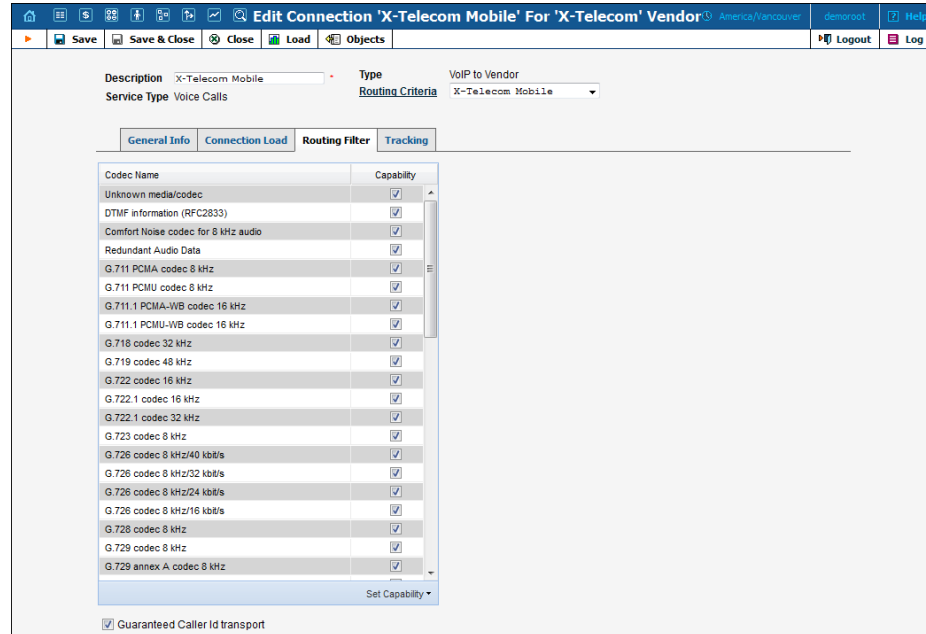 Edit Connection 'X-Telecom Mobile' For 'X-Telecom' Vendor America/Vancouver demoroot Help
Save Save & Close Close Load Objects Logout Log
Description X-Telecom Mobile * Type VoIP to Vendor
Service Type Voice Calls Routing Criteria X-Telecom Mobile
General Info Connection Load Routing Filter Tracking
Codec Name Capability
Unknown media/codec
DTMF information (RFC2833)
Comfort Noise codec for 8 kHz audio
Redundant Audio Data
G.711 PCMA codec 8 kHz
G.711 PCMU codec 8 kHz
G.711.1 PCMA-WB codec 16 kHz
G.711.1 PCMU-WB codec 16 kHz
G.718 codec 32 kHz
G.719 codec 48 kHz
G.722 codec 16 kHz
G.722.1 codec 16 kHz
G.722.1 codec 32 kHz
G.723 codec 8 kHz
G.726 codec 8 kHz/40 kbit/s
G.726 codec 8 kHz/32 kbit/s
G.726 codec 8 kHz/24 kbit/s
G.726 codec 8 kHz/16 kbit/s
G.728 codec 8 kHz
G.729 codec 8 kHz
G.729 annex A codec 8 kHz
Set Capability
Guaranteed Caller Id transport